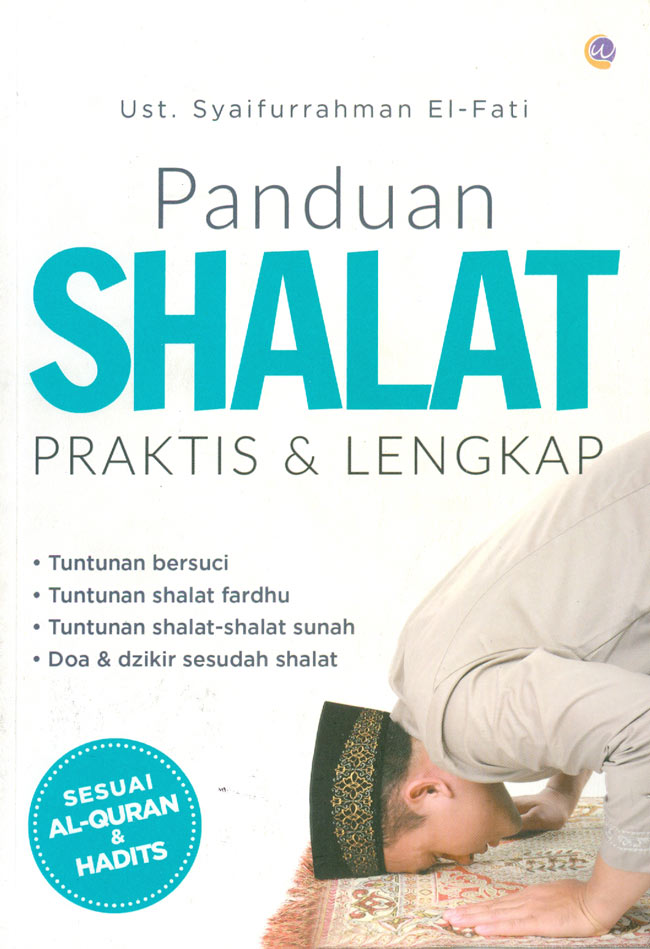 Ust. Syaifurrahman El-Fati
Panduan
SHALAT
PRAKTIS & LENGKAP
• Tuntunan bersuci
• Tuntunan shalat fardhu
• Tuntunan shalat-shalat sunah
• Doa & dzikir sesudah shalat
SESUAI
AL-QURAN
&
HADITS